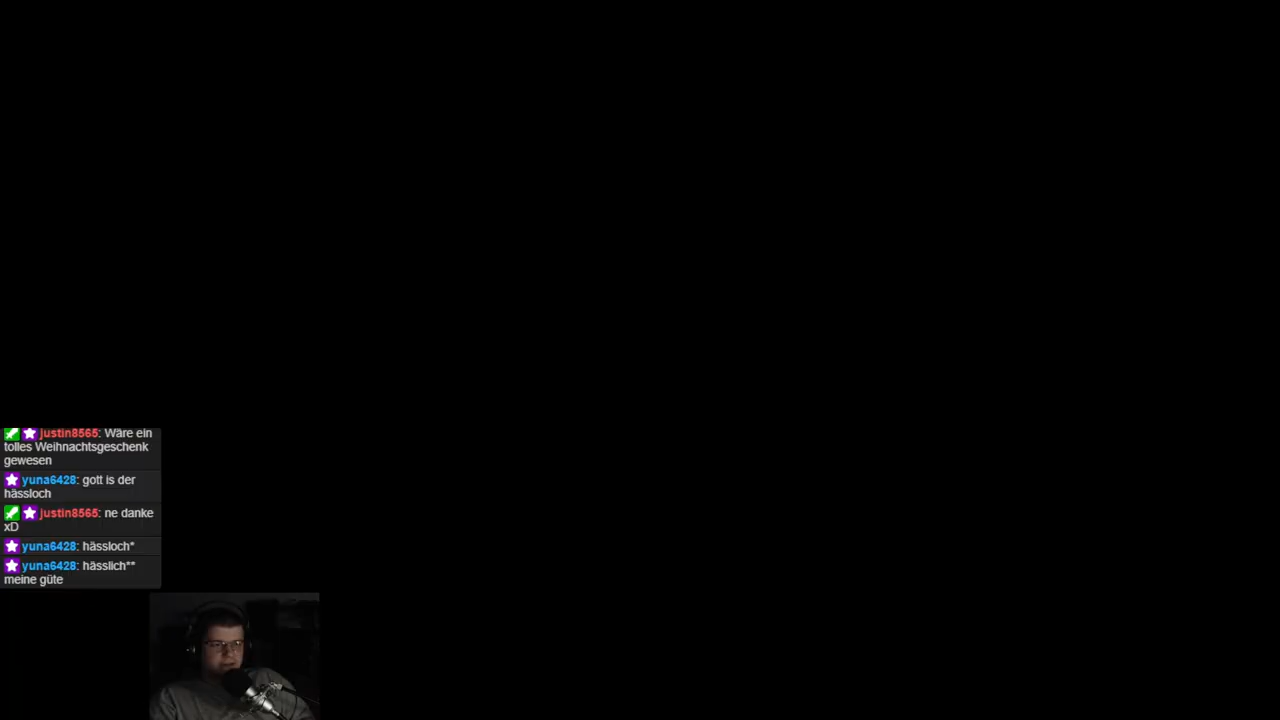 justin8565: Wäre ein
tolles Weihnachtsgeschenk
gewesen
yuna6428: gott is der
hässloch
justin8565: ne danke
xD
yuna6428: hässloch*
yuna6428: hässlich**
meine güte